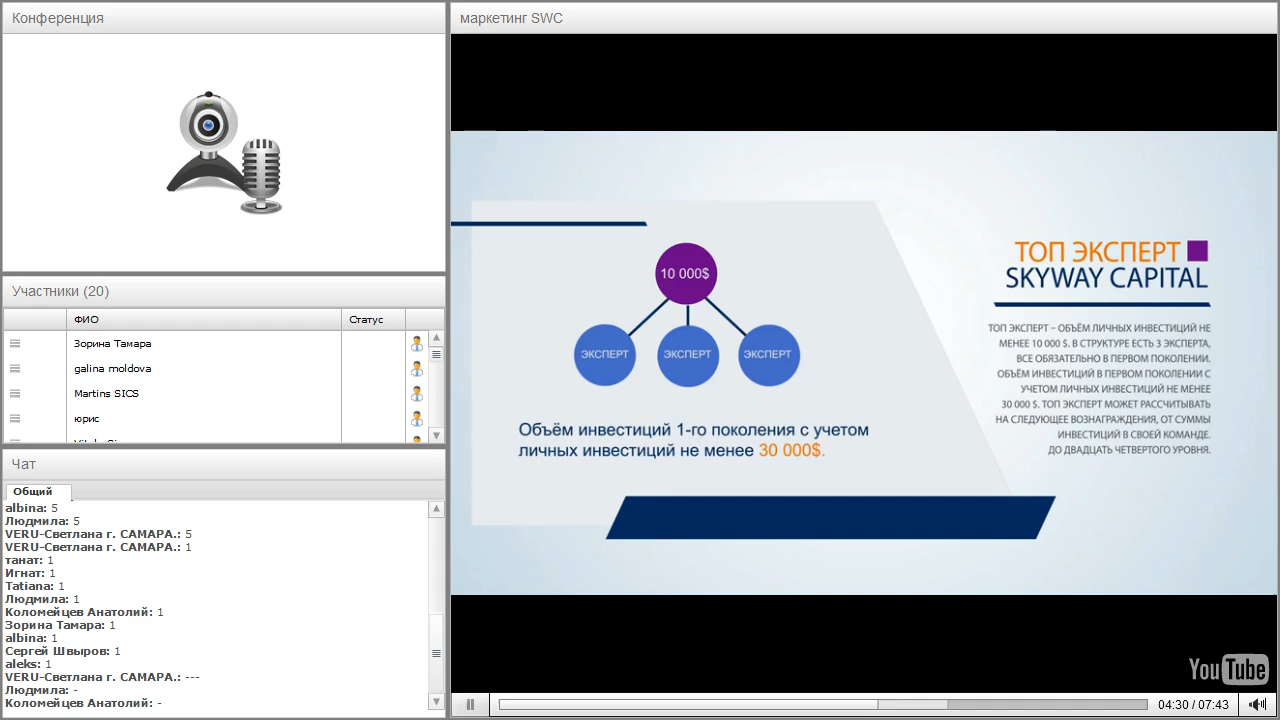 Конференция
Участники (20)
ФИО
Статус
Зорина Тамара
galina moldova
Martins SICS
юрис
Чат
Общий
albina: 5
Людмила: 5
VERU-Светлана г. САМАРА.: 5
VERU-Светлана г. САМАРА.: 1
танат: 1
Игнат: 1
Tatiana: 1
Людмила: 1
Коломейцев Анатолий: 1
Зорина Тамара: 1
albina: 1
Сергей Швыров: 1
aleks: 1
VERU-Светлана г. САМАРА.: ---
Людмила: -
Коломейцев Анатолий: -
маркетинг SWC
10 000$
ЭКСПЕРТ
ЭКСПЕРТ
ЭКСПЕРТ
Объём инвестиций 1-го поколения с учетом
личных инвестиций не менее 30 000$.
ТОП ЭКСПЕРТ
SKYWAY CAPITAL
ТОП ЭКСПЕРТ – ОБЪЁМ ЛИЧНЫХ ИНВЕСТИЦИЙ НЕ
МЕНЕЕ 10 000 $. В СТРУКТУРЕ ЕСТЬ 3 ЭКСПЕРТА,
ВСЕ ОБЯЗАТЕЛЬНО В ПЕРВОМ ПОКОЛЕНИИ.
ОБЪЁМ ИНВЕСТИЦИЙ В ПЕРВОМ ПОКОЛЕНИИ С
УЧЕТОМ ЛИЧНЫХ ИНВЕСТИЦИЙ НЕ МЕНЕЕ
30 000 $. ТОП ЭКСПЕРТ МОЖЕТ РАССЧИТЫВАТЬ
НА СЛЕДУЮЩЕЕ ВОЗНАГРАЖДЕНИЯ, ОТ СУММЫ
ИНВЕСТИЦИЙ В СВОЕЙ КОМАНДЕ.
ДО ДВАДЦАТЬ ЧЕТВЕРТОГО УРОВНЯ.
YouTube
04:30 / 07:43